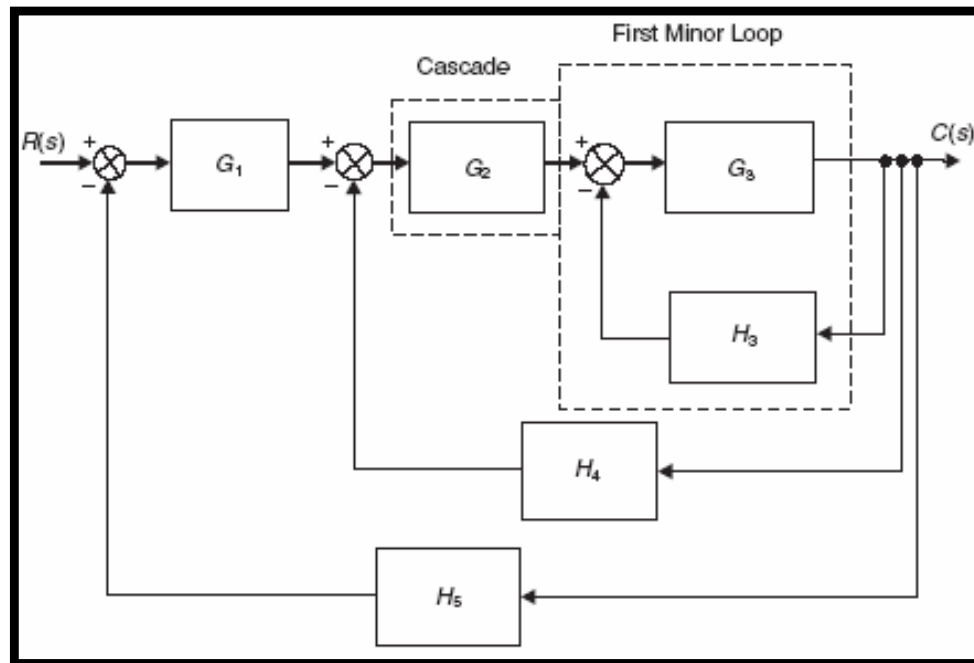 First Minor Loop
Cascade
R(s)
+
−
G₁
+
−
G₂
+
−
G₃
C(s)
H₃
H₄
H₅